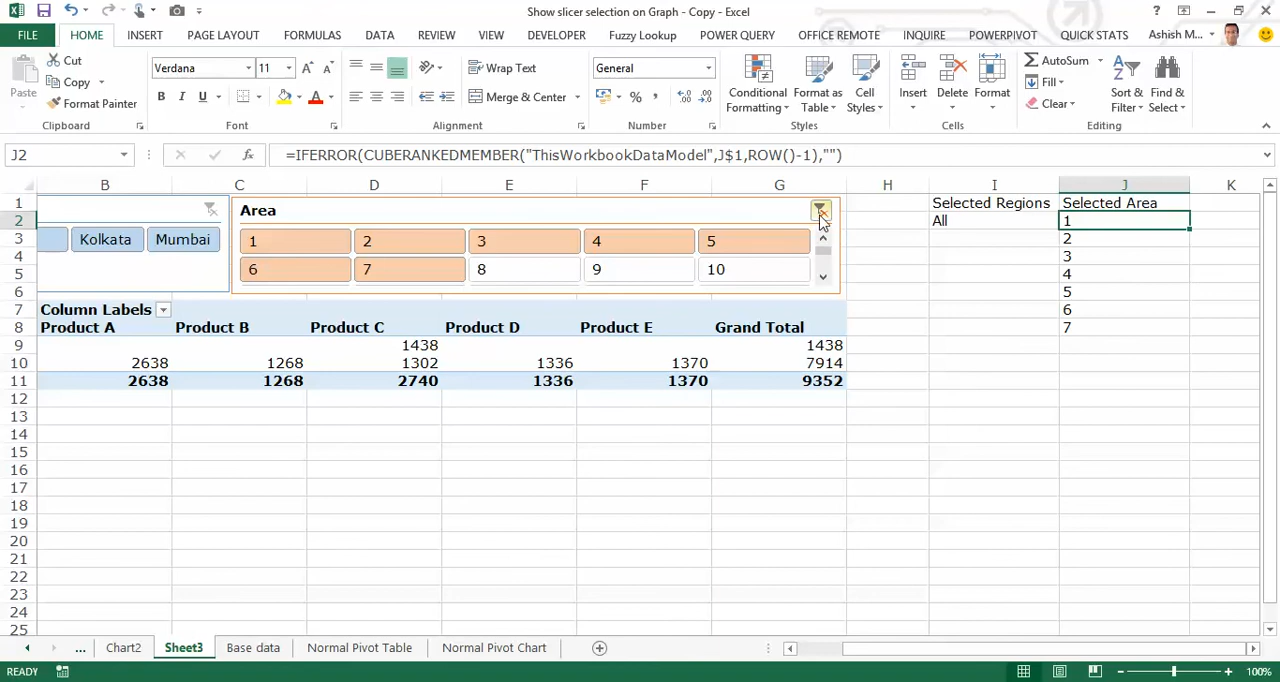 Show slicer selection on Graph - Copy - Excel
FILE HOME INSERT PAGE LAYOUT FORMULAS DATA REVIEW VIEW DEVELOPER Fuzzy Lookup POWER QUERY OFFICE REMOTE INQUIRE POWERPIVOT QUICK STATS Ashish M...
Paste Cut Copy Format Painter
Verdana 11 B I U
Wrap Text Merge & Center
General %
Conditional Formatting Format as Table Cell Styles
Insert Delete Format
AutoSum Fill Clear Sort & Filter Find & Select
Clipboard Font Alignment Number Styles Cells Editing
J2 fx =IFERROR(CUBERANKEDMEMBER("ThisWorkbookDataModel",J$1,ROW()-1),"")
B C D E F G H I J K
1 Area Selected Regions Selected Area
2 All 1
Kolkata Mumbai 1 2 3 4 5
6 7 8 9 10
3 2
4 3
5 4
6 5
7 Column Labels 6
8 Product A Product B Product C Product D Product E Grand Total 7
9 1438 1438
10 2638 1268 1302 1336 1370 7914
11 2638 1268 2740 1336 1370 9352
12
13
14
15
16
17
18
19
20
21
22
23
24
25
... Chart2 Sheet3 Base data Normal Pivot Table Normal Pivot Chart
READY 100%